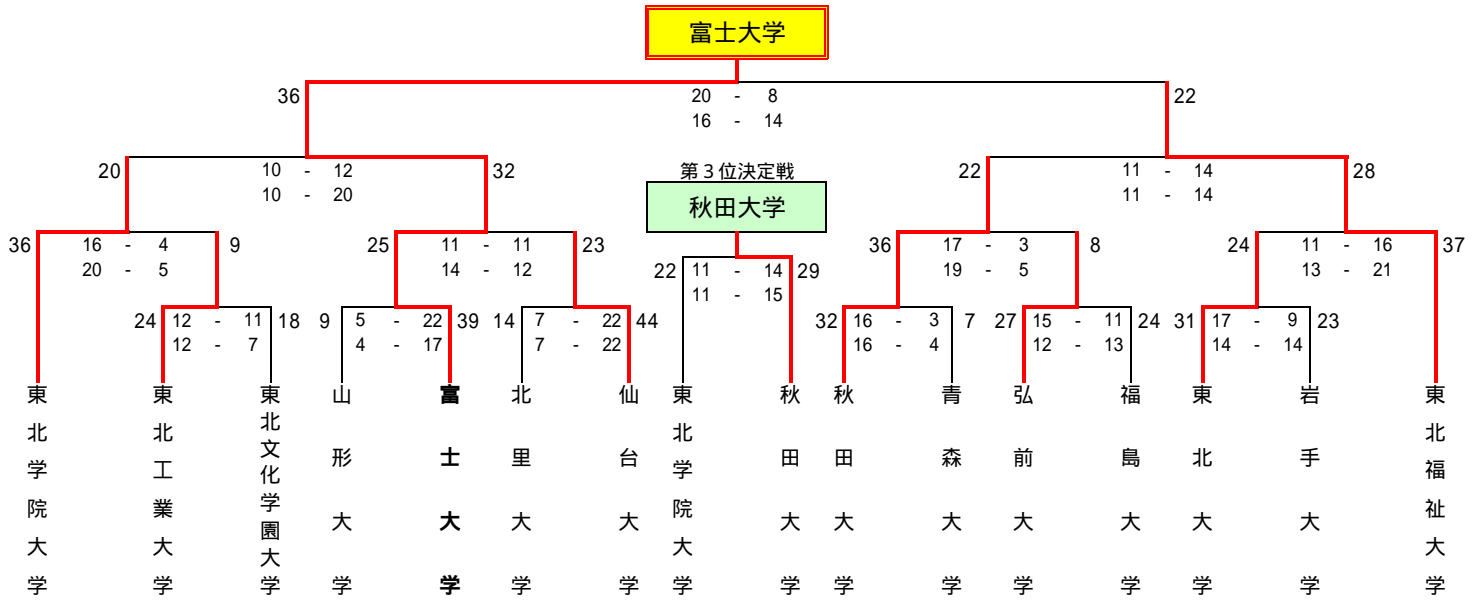 富士大学
36 20 - 8 22
16 - 14
20 10 - 12 32 第3位決定戦 22 11 - 14 28
10 - 20 11 - 14
秋田大学
36 16 - 4 9 25 11 - 11 23 36 17 - 3 8 24 11 - 16 37
20 - 5 14 - 12 19 - 5 13 - 21
22 11 - 14 29
11 - 15
24 12 - 11 18 9 5 - 22 39 14 7 - 22 44 32 16 - 3 7 27 15 - 11 24 31 17 - 9 23
12 - 7 4 - 17 7 - 22 16 - 4 12 - 13 14 - 14
東北学院大学
東北工業大学
東北文化学園大学
山形大学
富士大学
北里大学
仙台大学
東北学院大学
秋田大学
秋田大学
青森大学
弘前大学
福島大学
東北大学
岩手大学
東北福祉大学